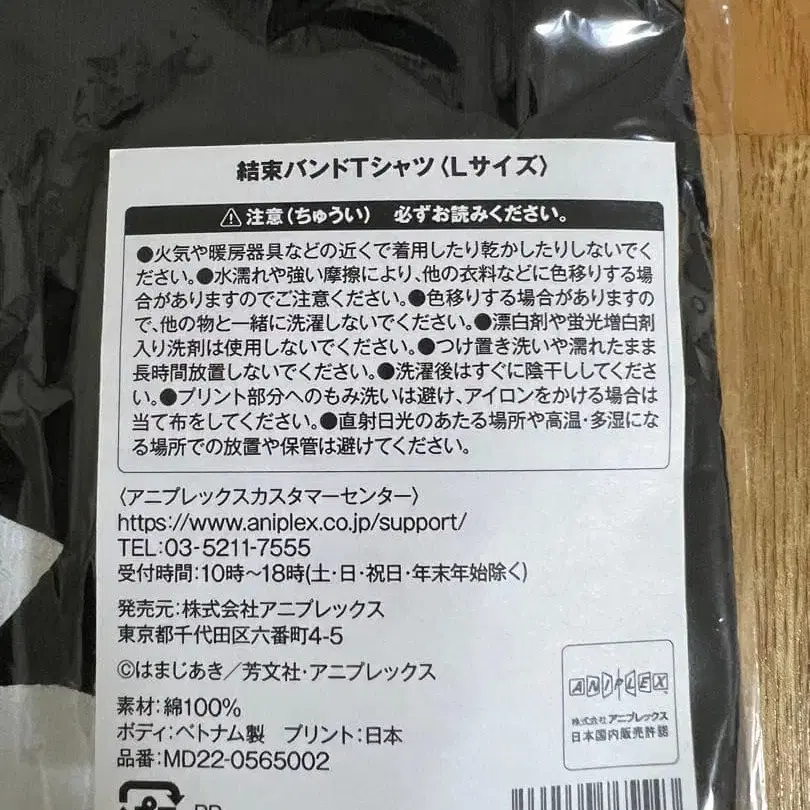 結束バンドTシャツ〈Lサイズ〉
⚠注意(ちゅうい) 必ずお読みください。
●火気や暖房器具などの近くで着用したり乾かしたりしないでく
ださい。●水濡れや強い摩擦により、他の衣料などに色移りする場
合がありますのでご注意ください。●色移りする場合がありますの
で、他の物と一緒に洗濯しないでください。●漂白剤や蛍光増白剤
入り洗剤は使用しないでください。●つけ置き洗いや濡れたまま
長時間放置しないでください。●洗濯後はすぐに陰干ししてくださ
い。●プリント部分へのもみ洗いは避け、アイロンをかける場合は
当て布をしてください。●直射日光のあたる場所や高温・多湿にな
る場所での放置や保管は避けてください。
〈アニプレックスカスタマーセンター〉
https://www.aniplex.co.jp/support/
TEL:03-5211-7555
受付時間:10時〜18時(土・日・祝日・年末年始除く)
発売元:株式会社アニプレックス
東京都千代田区六番町4-5
©はまじあき/芳文社・アニプレックス
素材:綿100%
ボディ:ベトナム製 プリント:日本
品番:MD22-0565002
ANIPLEX
株式会社アニプレックス
日本国内販売許諾